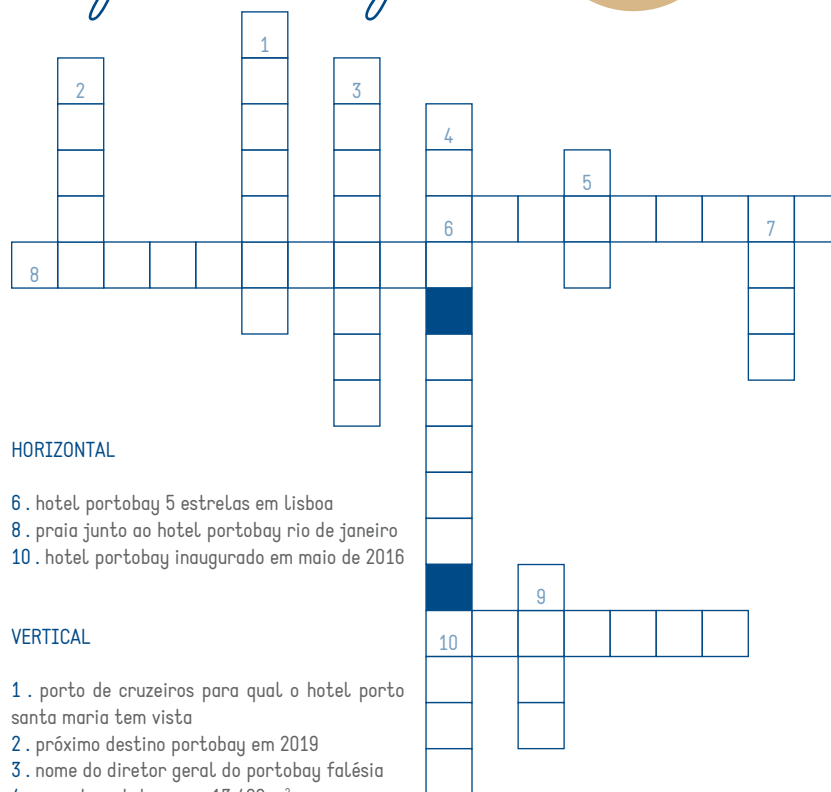 1
2
3
4
5
6
7
8
HORIZONTAL
6 . hotel portobay 5 estrelas em lisboa
8 . praia junto ao hotel portobay rio de janeiro
10 . hotel portobay inaugurado em maio de 2016
9
10
VERTICAL
1 . porto de cruzeiros para qual o hotel porto
santa maria tem vista
2 . próximo destino portobay em 2019
3 . nome do diretor geral do portobay falésia